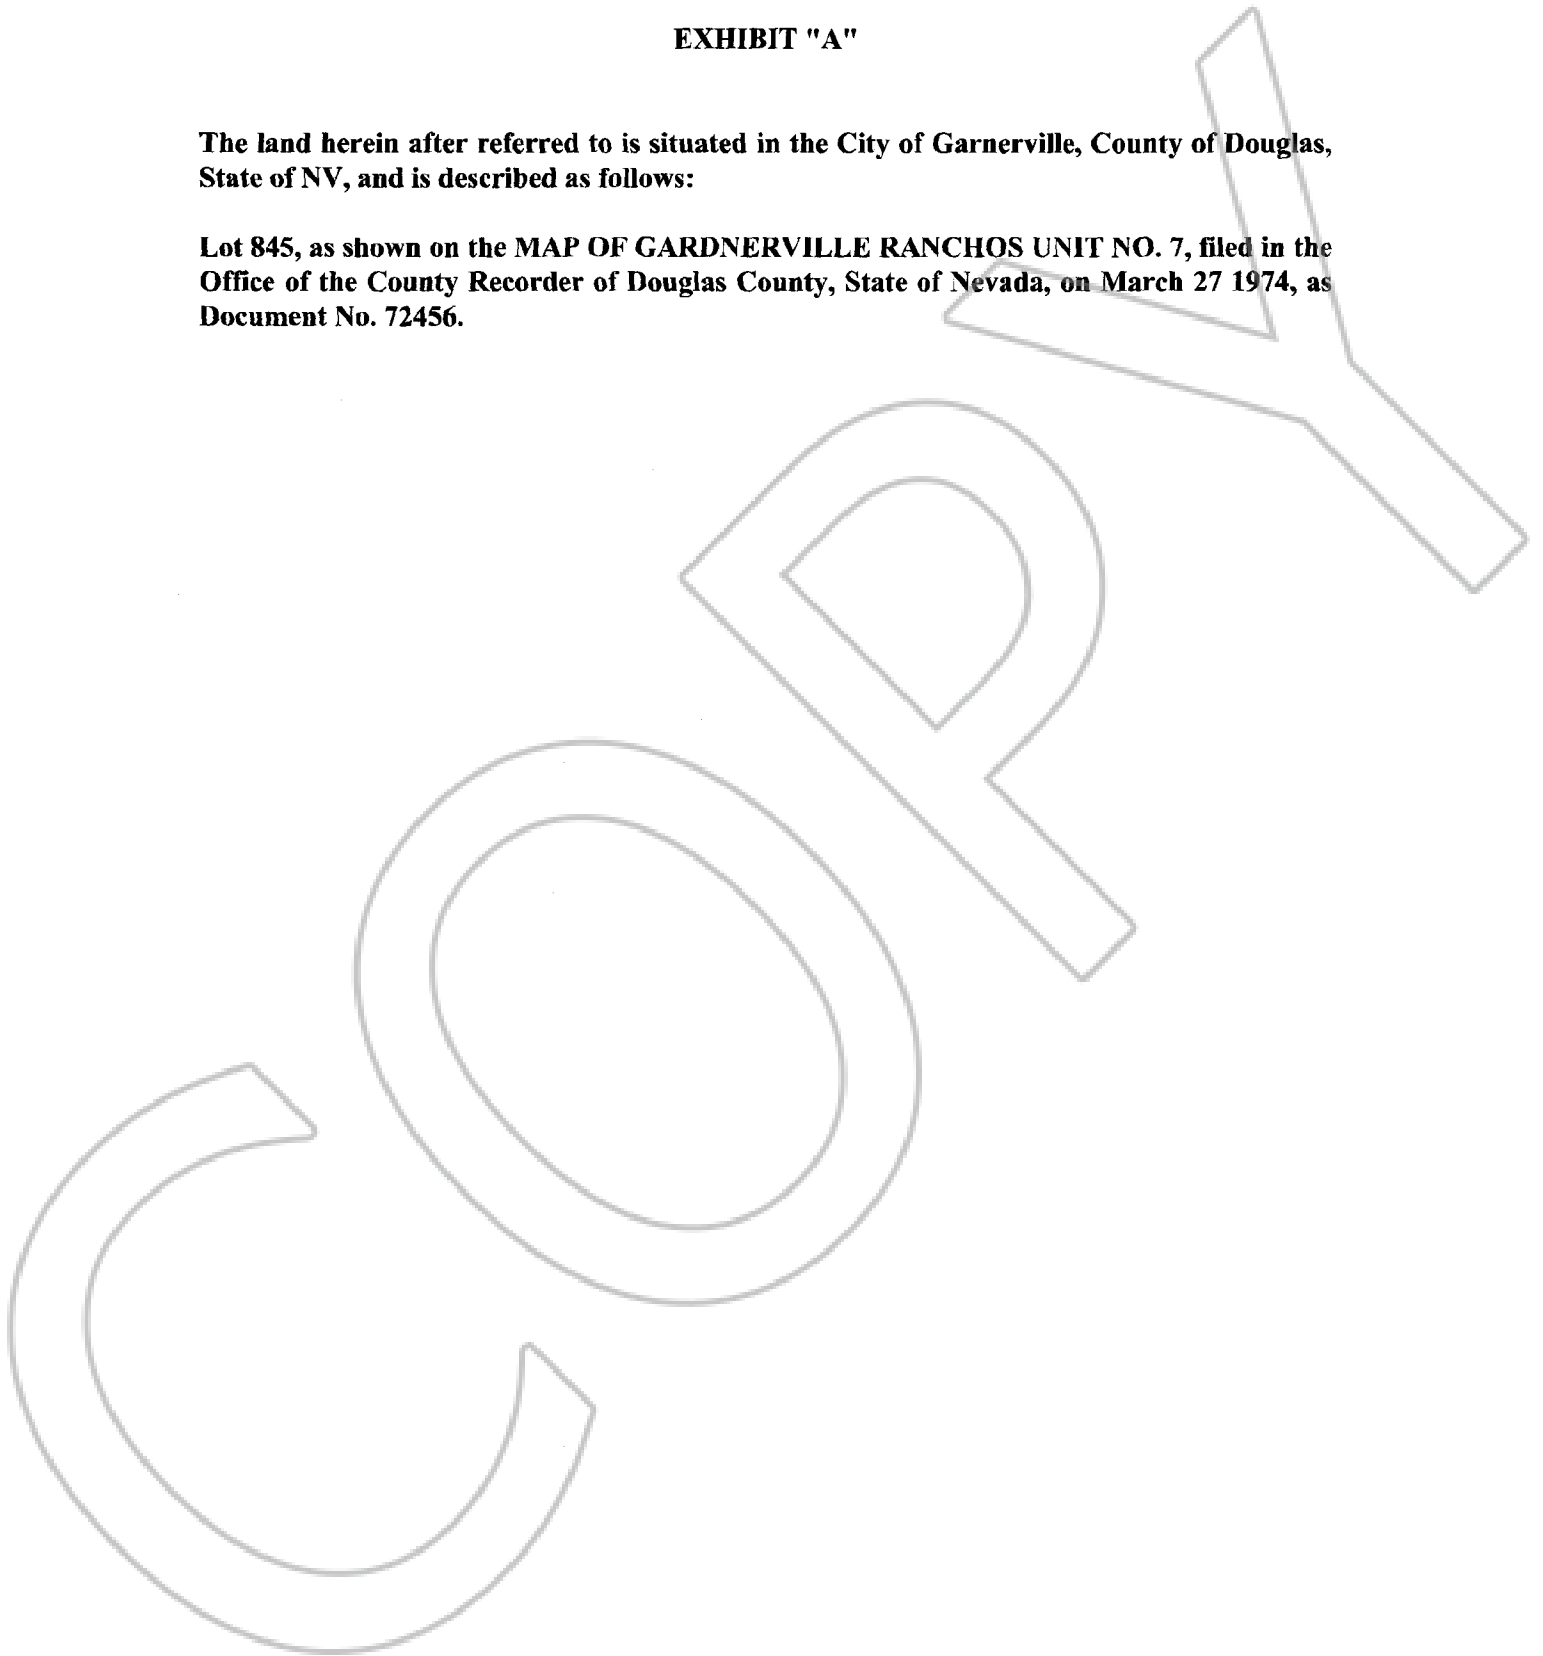 EXHIBIT "A"
The land herein after referred to is situated in the City of Garnerville, County of Douglas,
State of NV, and is described as follows:
Lot 845, as shown on the MAP OF GARDNERVILLE RANCHOS UNIT NO. 7, filed in the
Office of the County Recorder of Douglas County, State of Nevada, on March 27 1974, as
Document No. 72456.
COPY